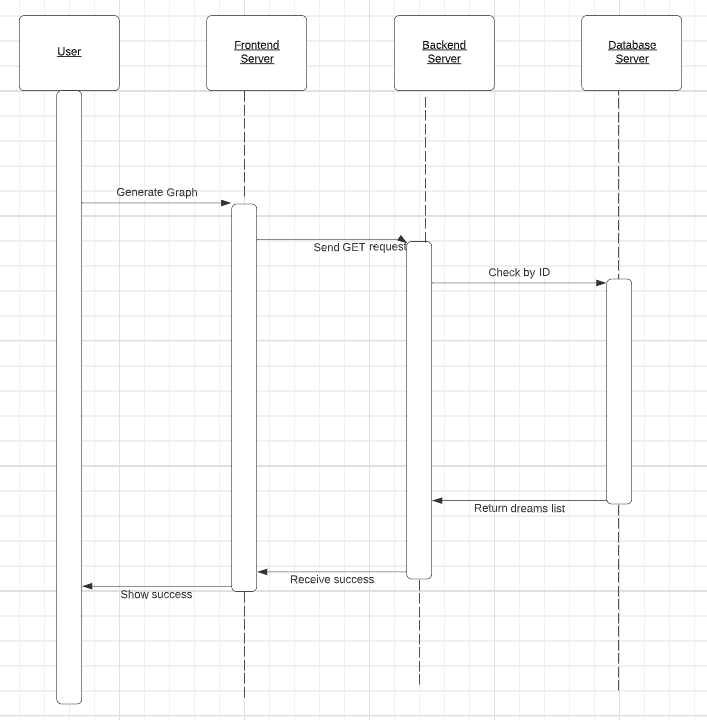 User
Frontend
Server
Backend
Server
Database
Server
Generate Graph
Send GET request
Check by ID
Return dreams list
Receive success
Show success